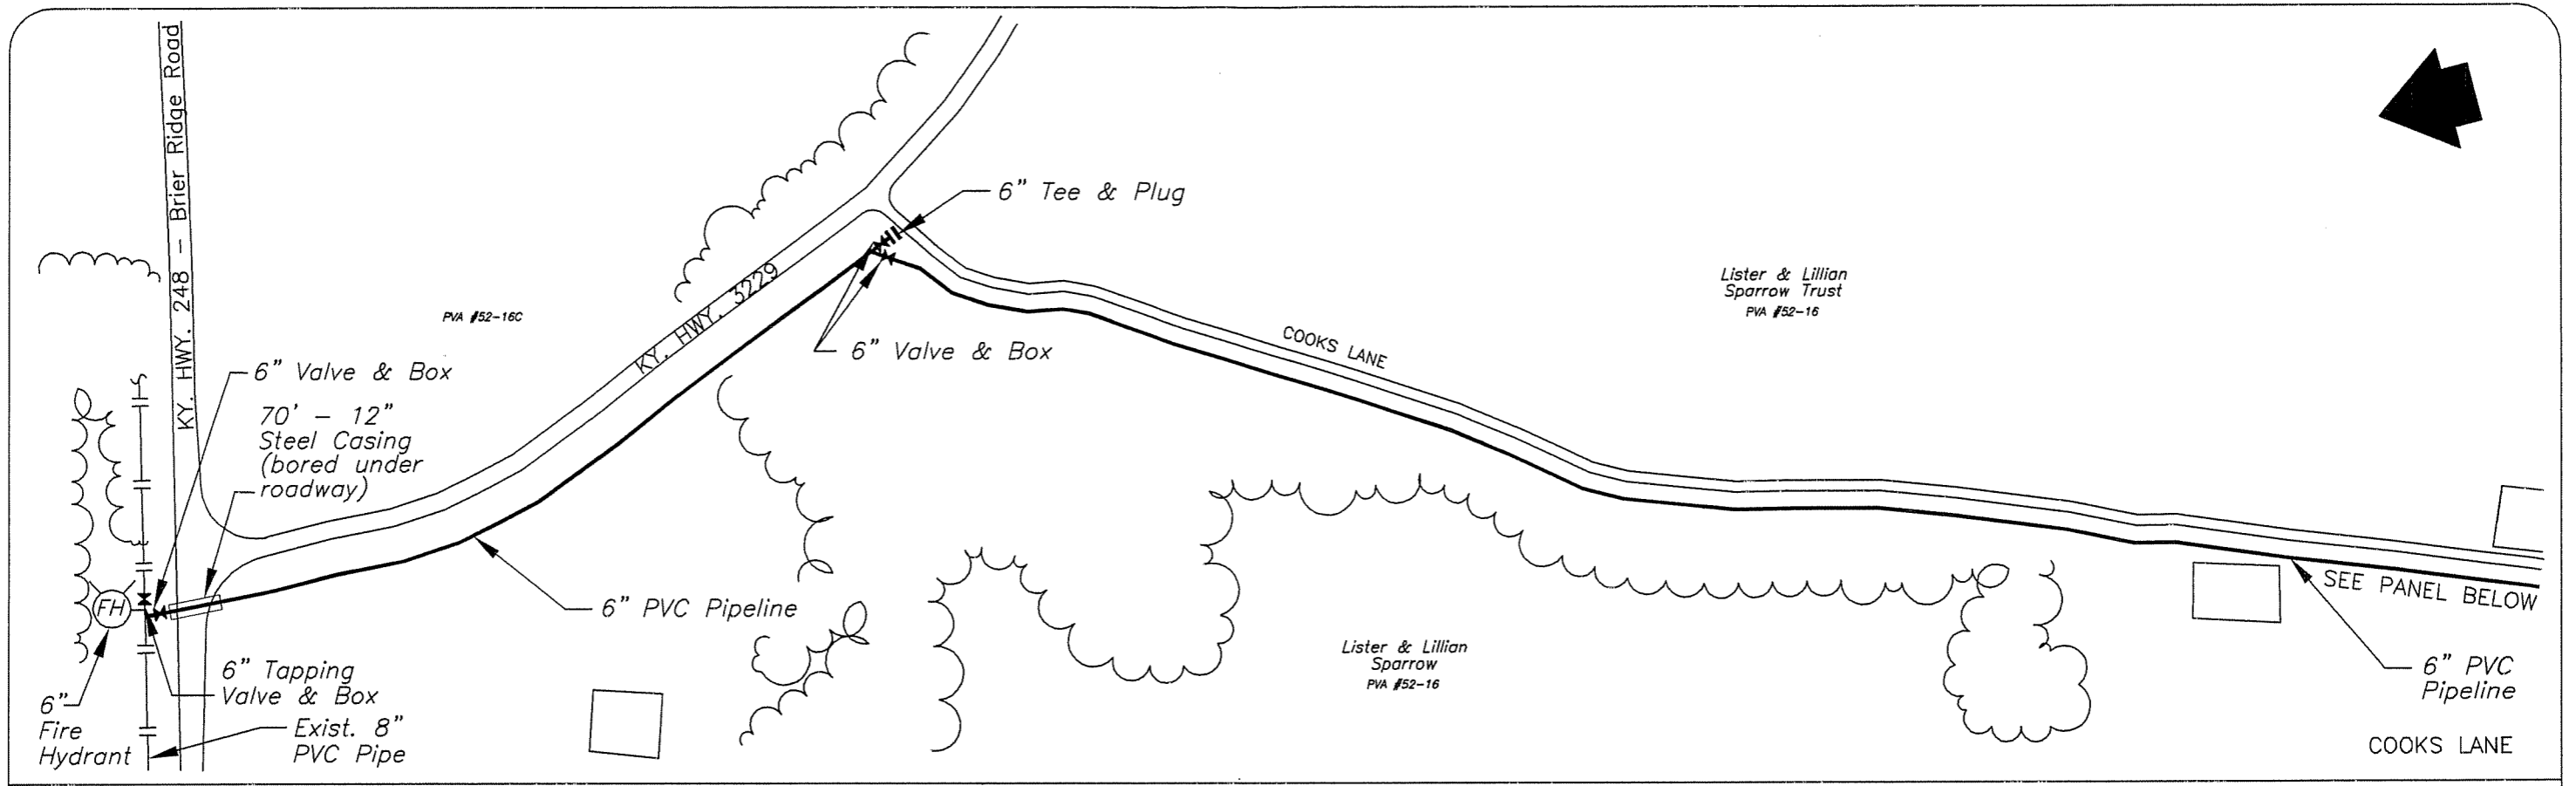 KY. HWY. 248 - Brier Ridge Road
6" Tee & Plug
KY. HWY. 3229
PVA #52-16C
6" Valve & Box
COOKS LANE
Lister & Lillian
Sparrow Trust
PVA #52-16
6" Valve & Box
70' - 12"
Steel Casing
(bored under
roadway)
FH
6" PVC Pipeline
SEE PANEL BELOW
6" Tapping
Valve & Box
6"
Fire
Hydrant
Exist. 8"
PVC Pipe
Lister & Lillian
Sparrow
PVA #52-16
6" PVC
Pipeline
COOKS LANE